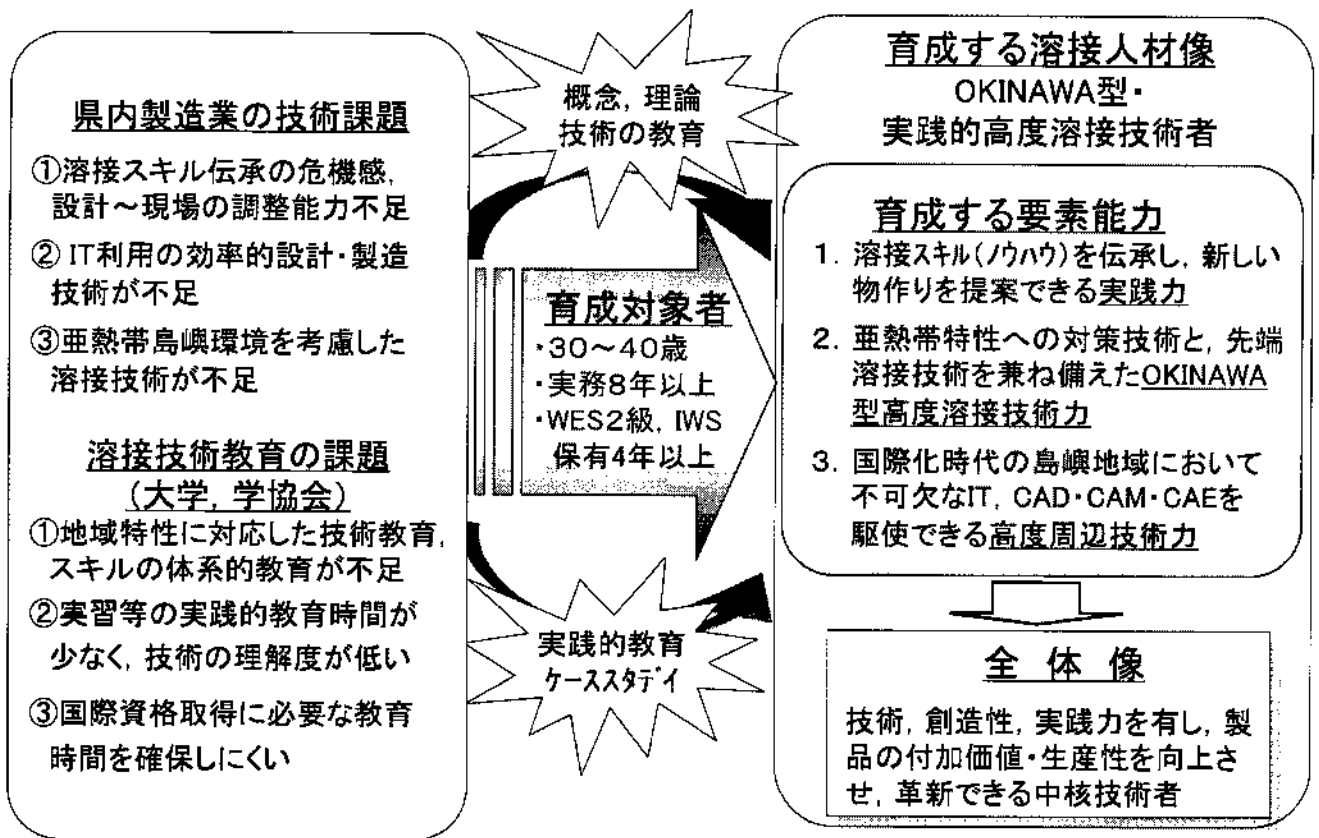 県内製造業の技術課題
①溶接スキル伝承の危機感,
設計～現場の調整能力不足
②IT利用の効率的設計・製造
技術が不足
③亜熱帯島嶼環境を考慮した
溶接技術が不足
溶接技術教育の課題
(大学, 学協会)
①地域特性に対応した技術教育,
スキルの体系的教育が不足
②実習等の実践的教育時間が
少なく, 技術の理解度が低い
③国際資格取得に必要な教育
時間を確保しにくい
概念, 理論
技術の教育
育成対象者
・30～40歳
・実務8年以上
・WES2級, IWS
保有4年以上
実践的教育
ケーススタデイ
育成する溶接人材像
OKINAWA型・
実践的高度溶接技術者
育成する要素能力
1. 溶接スキル(ノウハウ)を伝承し, 新しい
物作りを提案できる実践力
2. 亜熱帯特性への対策技術と, 先端
溶接技術を兼ね備えたOKINAWA
型高度溶接技術力
3. 国際化時代の島嶼地域において
不可欠なIT, CAD・CAM・CAEを
駆使できる高度周辺技術力
全体像
技術, 創造性, 実践力を有し, 製
品の付加価値・生産性を向上さ
せ, 革新できる中核技術者